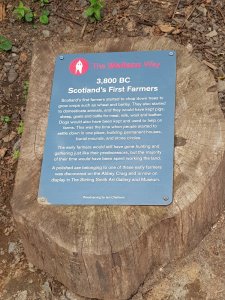 The Wallace Way
3,800 BC
Scotland's First Farmers
Scotland's first farmers started to chop down trees to
grow crops such as wheat and barley. They also started
to domesticate animals, and they would have kept pigs,
sheep, goats and cattle for meat, milk, wool and leather.
Dogs would also have been kept and used to help on
farms. This was the time when people started to
settle down in one place, building permanent houses,
burial mounds, and stone circles.
The early farmers would still have gone hunting and
gathering just like their predecessors, but the majority
of their time would have been spent working the land.
A polished axe belonging to one of these early farmers
was discovered on the Abbey Craig and is now on
display in The Stirling Smith Art Gallery and Museum.